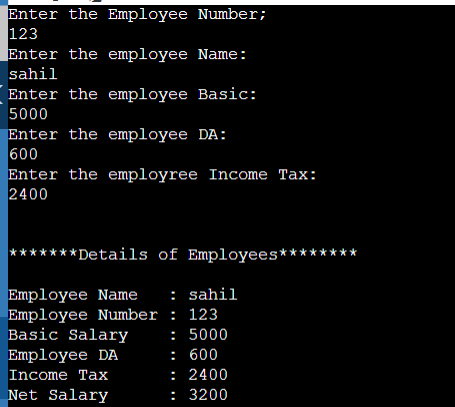 Enter the Employee Number;
123
Enter the employee Name:
sahil
Enter the employee Basic:
5000
Enter the employee DA:
600
Enter the employree Income Tax:
2400
*******Details of Employees********
Employee Name : sahil
Employee Number : 123
Basic Salary : 5000
Employee DA : 600
Income Tax : 2400
Net Salary : 3200